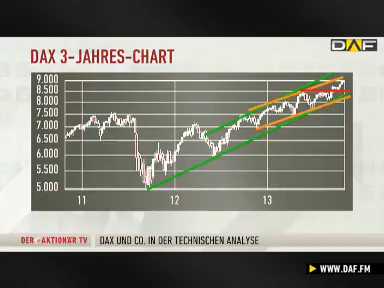 DAF
DAX 3-JAHRES-CHART
9.000
8.500
8.000
7.500
7.000
6.500
6.000
5.500
5.000
11 12 13
DER AKTIONÄR TV DAX UND CO. IN DER TECHNISCHEN ANALYSE
WWW.DAF.FM